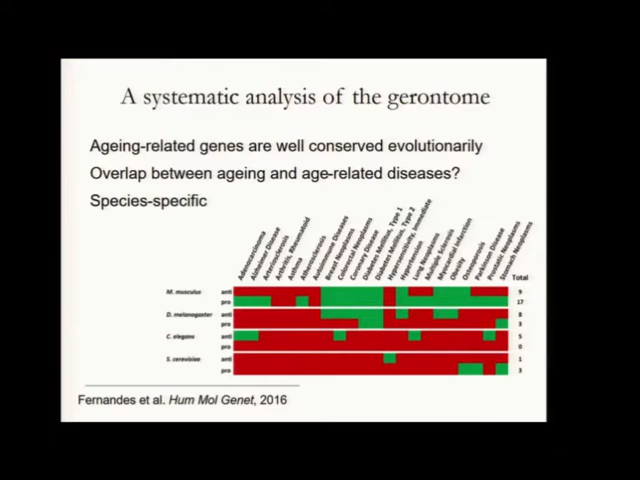 A systematic analysis of the gerontome
Ageing-related genes are well conserved evolutionarily
Overlap between ageing and age-related diseases?
Species-specific
Adenocarcinoma
Alzheimer Disease
Arteriosclerosis
Arthritis, Rheumatoid
Asthma
Atherosclerosis
Autoimmune Diseases
Breast Neoplasms
Colorectal Neoplasms
Coronary Disease
Diabetes Mellitus, Type 1
Diabetes Mellitus, Type 2
Hypersensitivity, Immediate
Hypertension
Lung Neoplasms
Multiple Sclerosis
Myocardial Infarction
Obesity
Osteoporosis
Parkinson Disease
Prostatic Neoplasms
Stomach Neoplasms
Total
M. musculus anti 9
pro 17
D. melanogaster anti 8
pro 3
C. elegans anti 5
pro 0
S. cerevisiae anti 1
pro 3
Fernandes et al. Hum Mol Genet, 2016